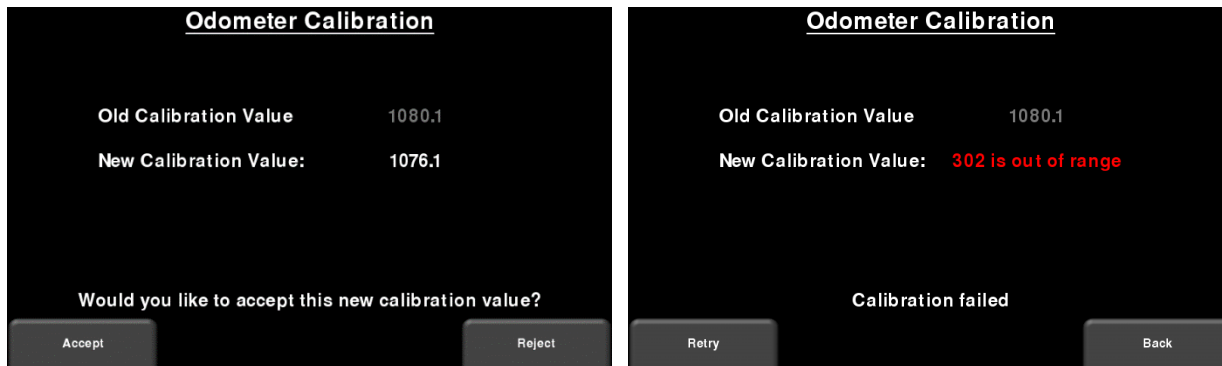 Odometer Calibration
Old Calibration Value 1080.1
New Calibration Value: 1076.1
Would you like to accept this new calibration value?
Accept Reject
Odometer Calibration
Old Calibration Value 1080.1
New Calibration Value: 302 is out of range
Calibration failed
Retry Back